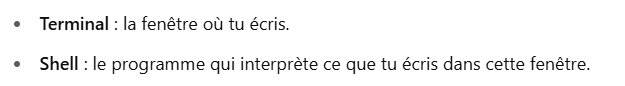 • Terminal : la fenêtre où tu écris.
• Shell : le programme qui interprète ce que tu écris dans cette fenêtre.